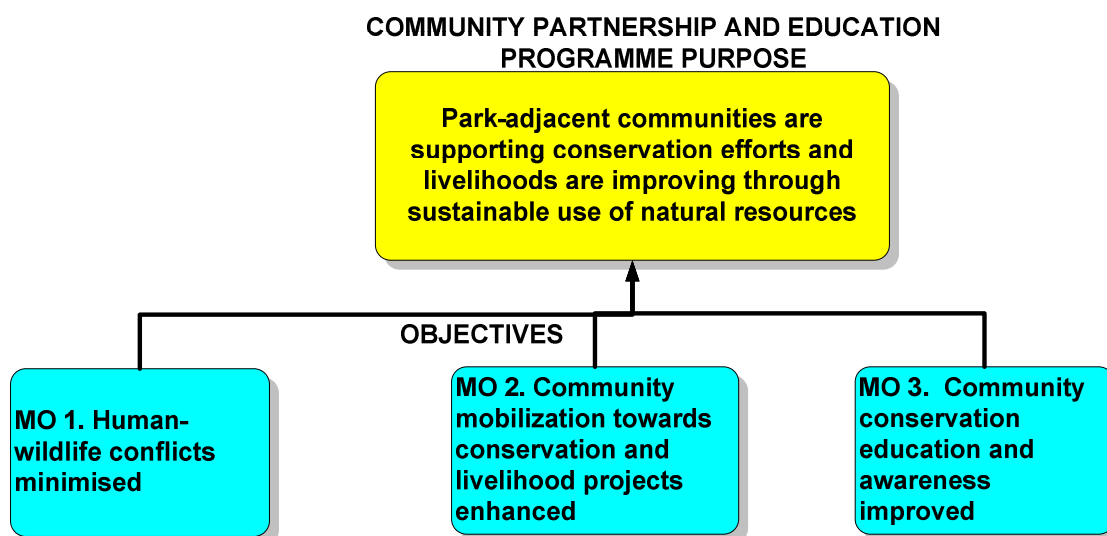 COMMUNITY PARTNERSHIP AND EDUCATION
PROGRAMME PURPOSE
Park-adjacent communities are
supporting conservation efforts and
livelihoods are improving through
sustainable use of natural resources
OBJECTIVES
MO 1. Human-
wildlife conflicts
minimised
MO 2. Community
mobilization towards
conservation and
livelihood projects
enhanced
MO 3.  Community
conservation
education and
awareness
improved